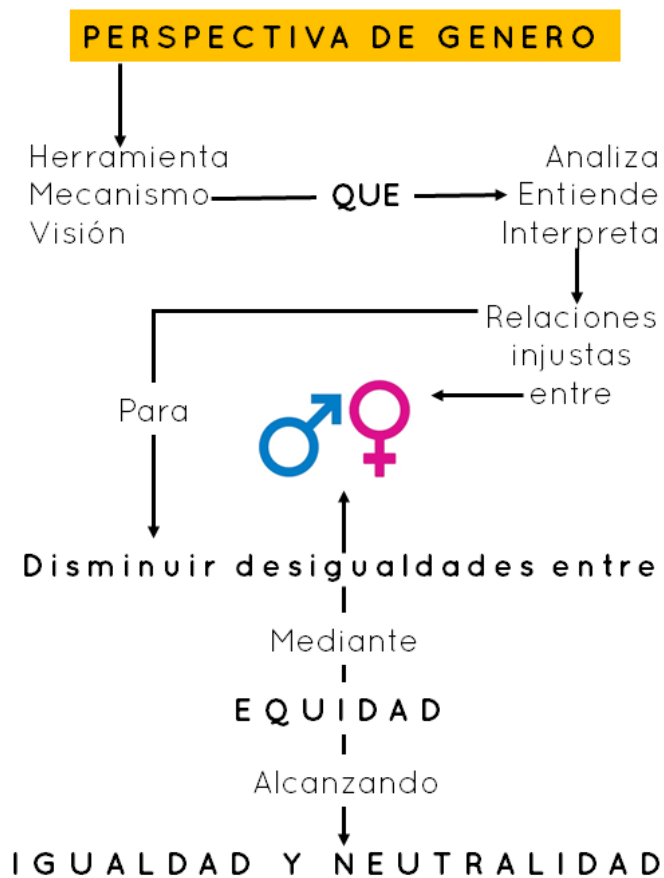 PERSPECTIVA DE GENERO
Herramienta
Mecanismo
Visión
QUE
Analiza
Entiende
Interpreta
Relaciones
injustas
entre
Para
Disminuir desigualdades entre
Mediante
EQUIDAD
Alcanzando
IGUALDAD Y NEUTRALIDAD